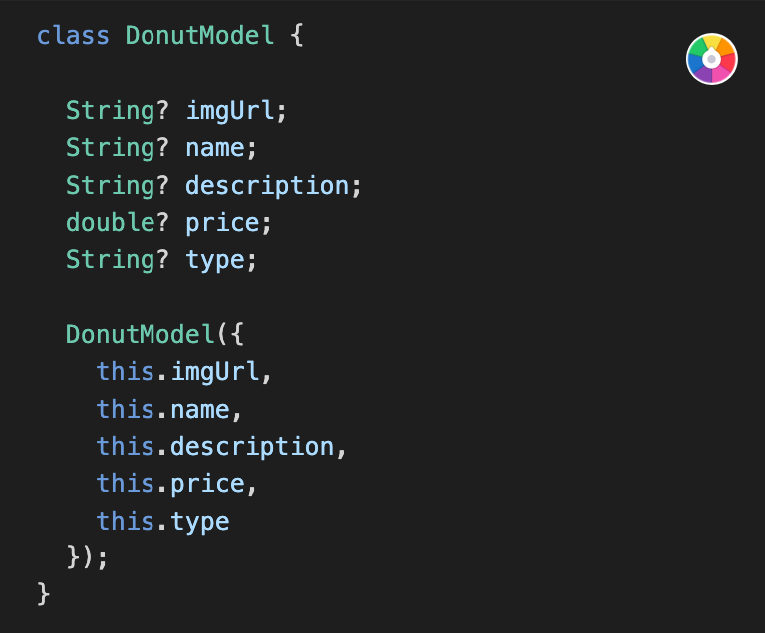 class DonutModel {
String? imgUrl;
String? name;
String? description;
double? price;
String? type;
DonutModel({
this.imgUrl,
this.name,
this.description,
this.price,
this.type
});
}